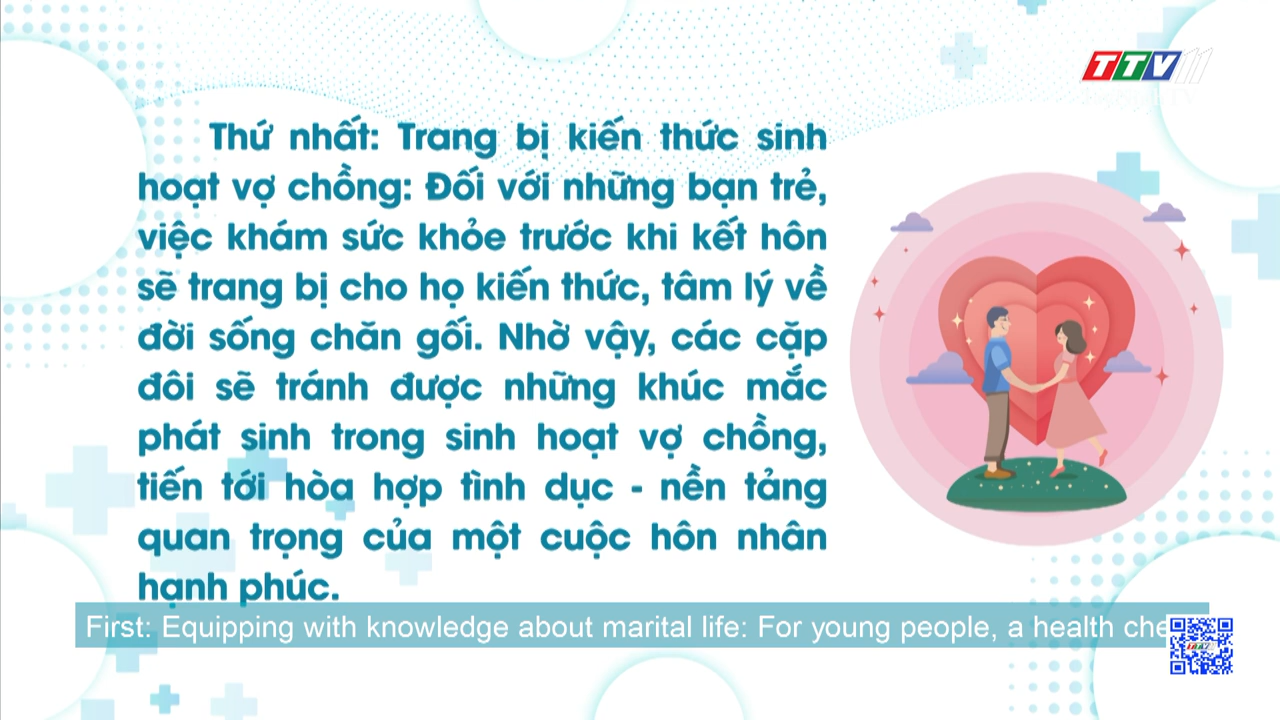 TTV11
Thứ nhất: Trang bị kiến thức sinh
hoạt vợ chồng: Đối với những bạn trẻ,
việc khám sức khỏe trước khi kết hôn
sẽ trang bị cho họ kiến thức, tâm lý về
đời sống chăn gối. Nhờ vậy, các cặp
đôi sẽ tránh được những khúc mắc
phát sinh trong sinh hoạt vợ chồng,
tiến tới hòa hợp tình dục - nền tảng
quan trọng của một cuộc hôn nhân
hạnh phúc.
First: Equipping with knowledge about marital life: For young people, a health che